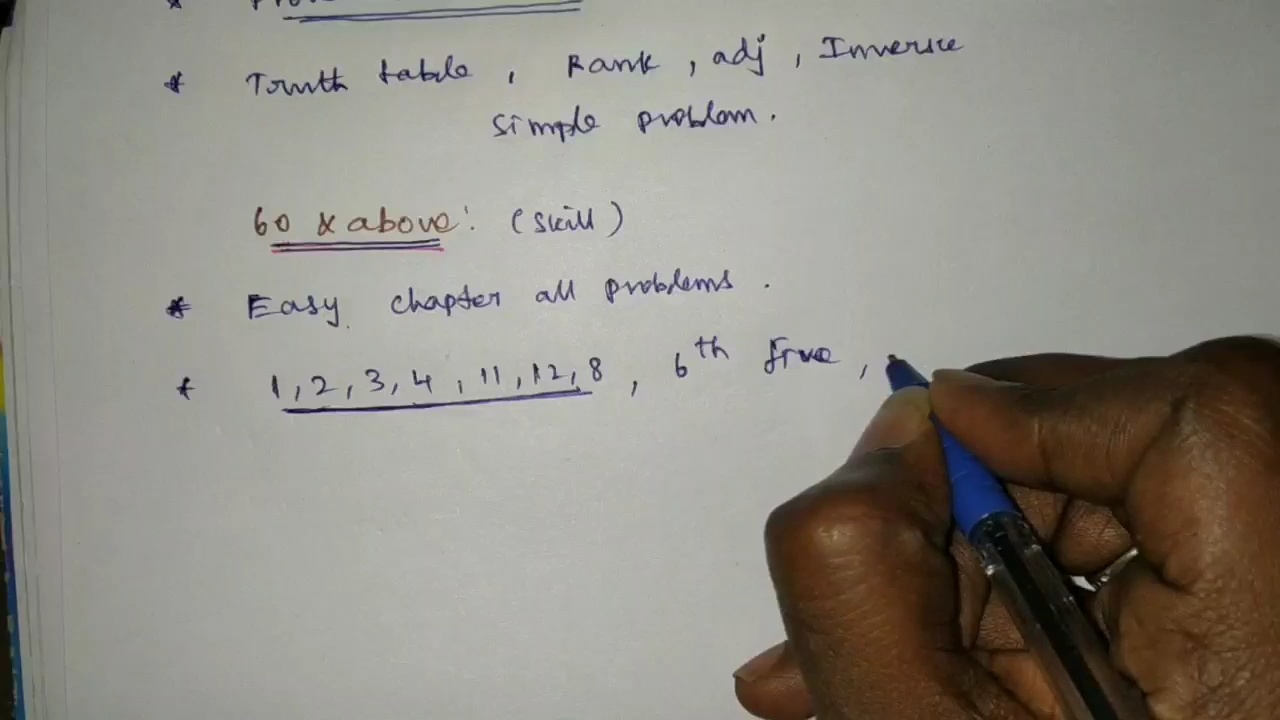 * Truth table, Rank, adj, Inverse
simple problem.
60 & above: (skill)
* Easy chapter all problems.
* 1, 2, 3, 4, 11, 12, 8, 6th five,